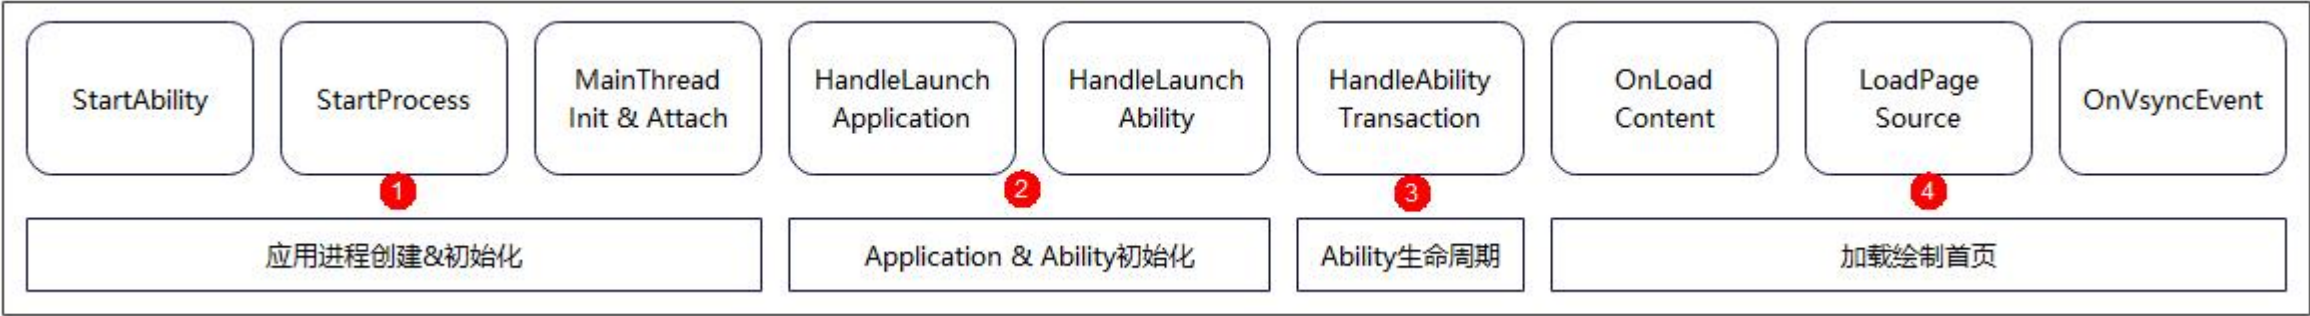 StartAbility
StartProcess
MainThread
Init & Attach
HandleLaunch
Application
HandleLaunch
Ability
HandleAbility
Transaction
OnLoad
Content
LoadPage
Source
OnVsyncEvent
1
2
3
4
应用进程创建&初始化
Application & Ability初始化
Ability生命周期
加载绘制首页